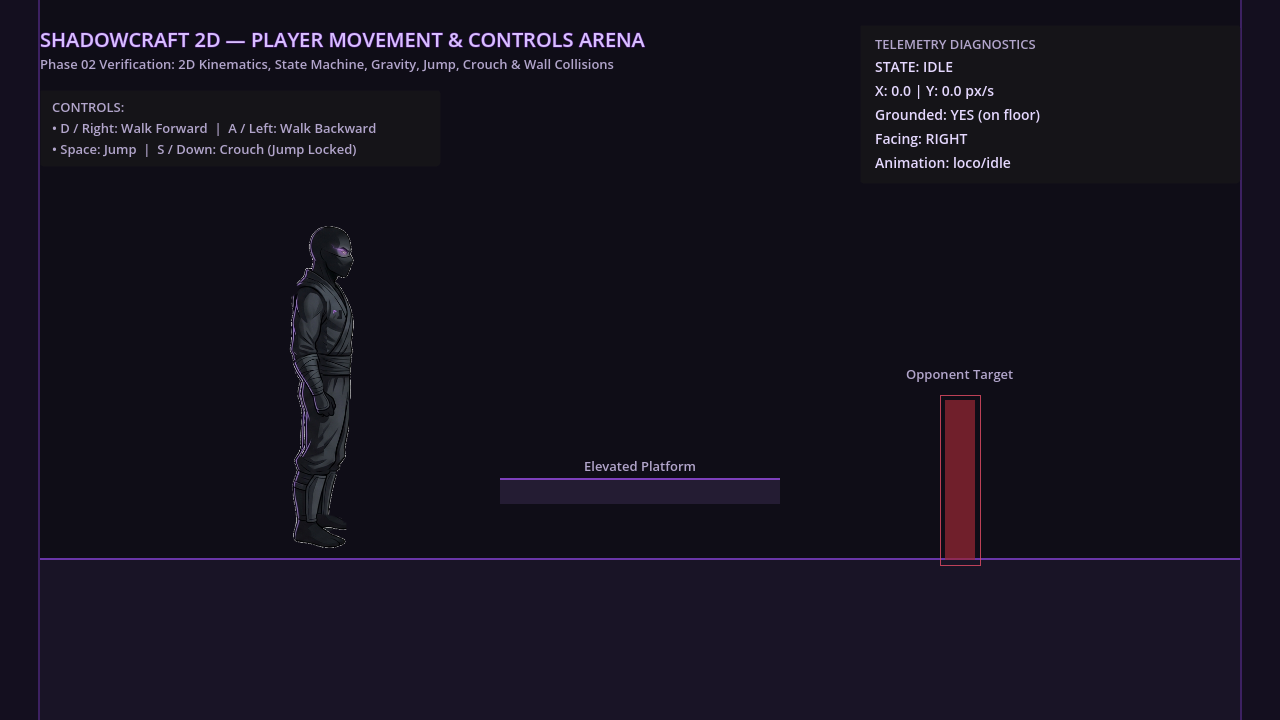 SHADOWCRAFT 2D — PLAYER MOVEMENT & CONTROLS ARENA
Phase 02 Verification: 2D Kinematics, State Machine, Gravity, Jump, Crouch & Wall Collisions
CONTROLS:
• D / Right: Walk Forward | A / Left: Walk Backward
• Space: Jump | S / Down: Crouch (Jump Locked)
TELEMETRY DIAGNOSTICS
STATE: IDLE
X: 0.0 | Y: 0.0 px/s
Grounded: YES (on floor)
Facing: RIGHT
Animation: loco/idle
Opponent Target
Elevated Platform